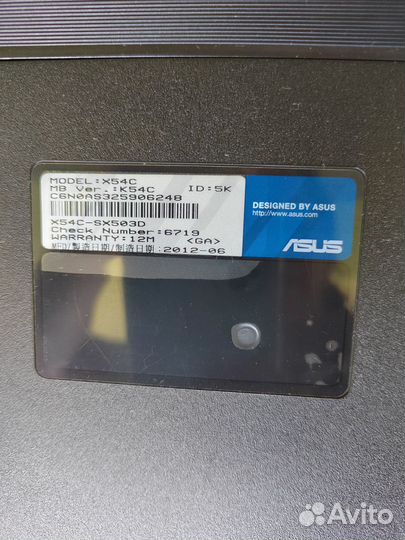 MODEL:X54C
MB Ver.:K54C ID:5K
C6N0AS325906248
X54C-SX503D
Check Number:6719
WARRANTY:12M <GA>
MFD/製造日期/制造日期:2012-06
DESIGNED BY ASUS
http://www.asus.com
ASUS
Avito